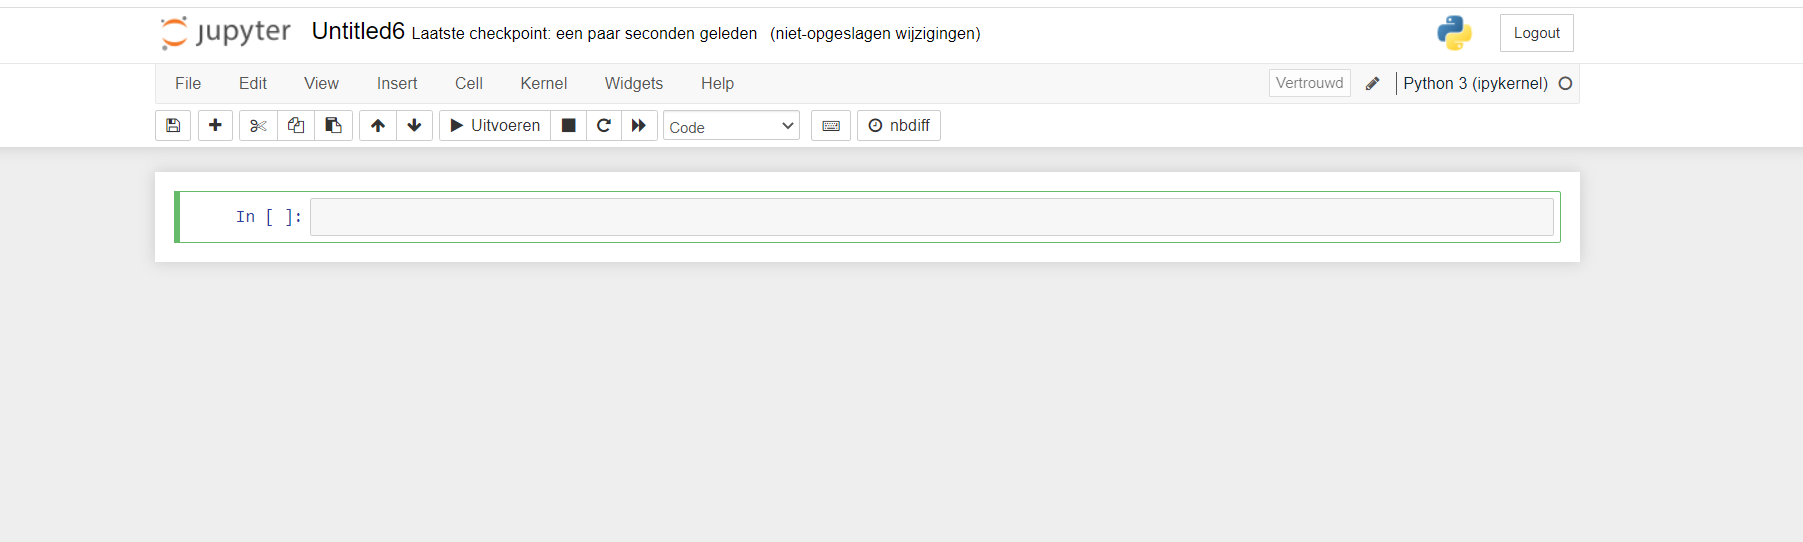 jupyter Untitled6 Laatste checkpoint: een paar seconden geleden (niet-opgeslagen wijzigingen) Logout
File Edit View Insert Cell Kernel Widgets Help Vertrouwd Python 3 (ipykernel)
Uitvoeren Code nbdiff
In [ ]: